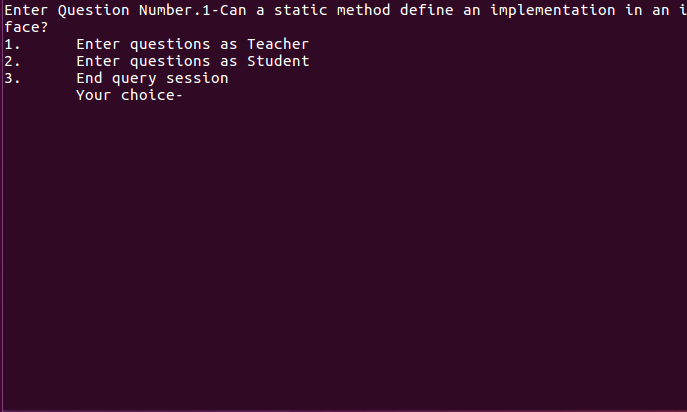 Enter Question Number.1-Can a static method define an implementation in an i
face?
1.      Enter questions as Teacher
2.      Enter questions as Student
3.      End query session
        Your choice-